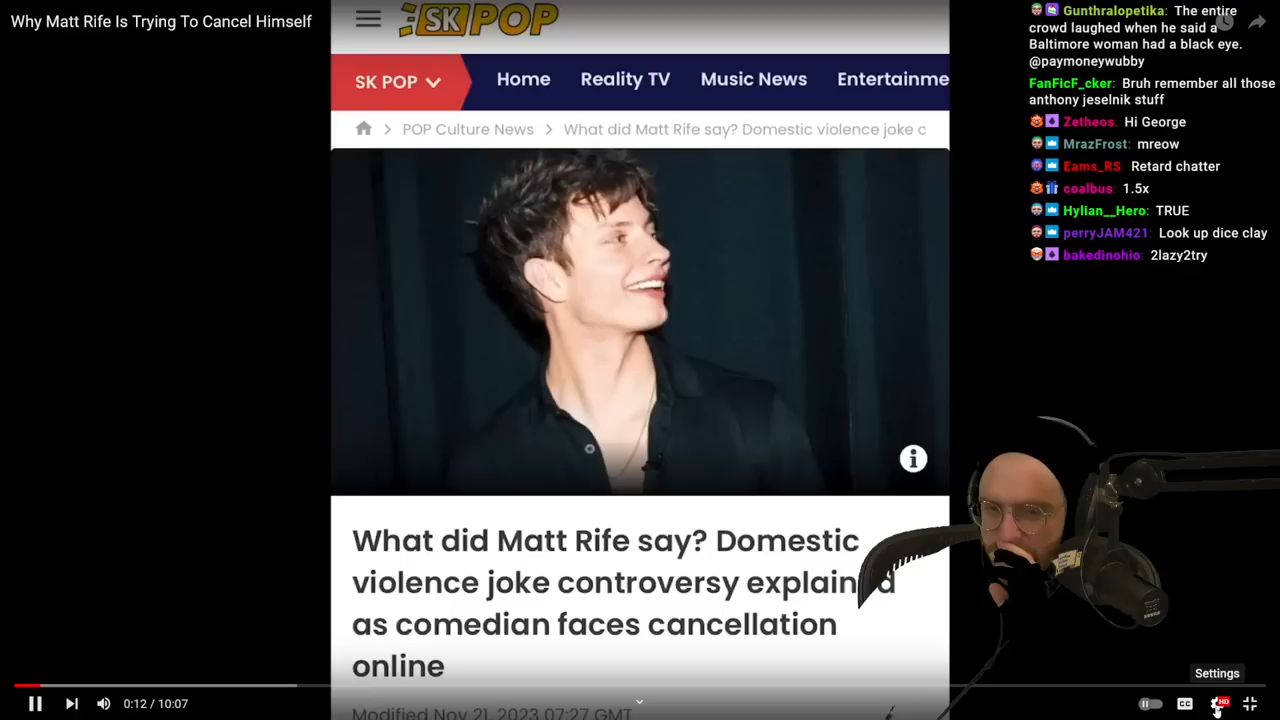 Why Matt Rife Is Trying To Cancel Himself
SK POP
SK POP
Home
Reality TV
Music News
Entertainme
POP Culture News
What did Matt Rife say? Domestic violence joke c
What did Matt Rife say? Domestic
violence joke controversy explain d
as comedian faces cancellation
online
Modified Nov 21, 2023 07:27 GMT
Gunthralopetika: The entire
crowd laughed when he said a
Baltimore woman had a black eye.
@paymoneywubby
FanFicF_cker: Bruh remember all those
anthony jeselnik stuff
Zetheos: Hi George
MrazFrost: mreow
Eams_RS: Retard chatter
coalbus: 1.5x
Hylian__Hero: TRUE
perryJAM421: Look up dice clay
bakedinohio: 2lazy2try
Settings
0:12 / 10:07
CC
HD